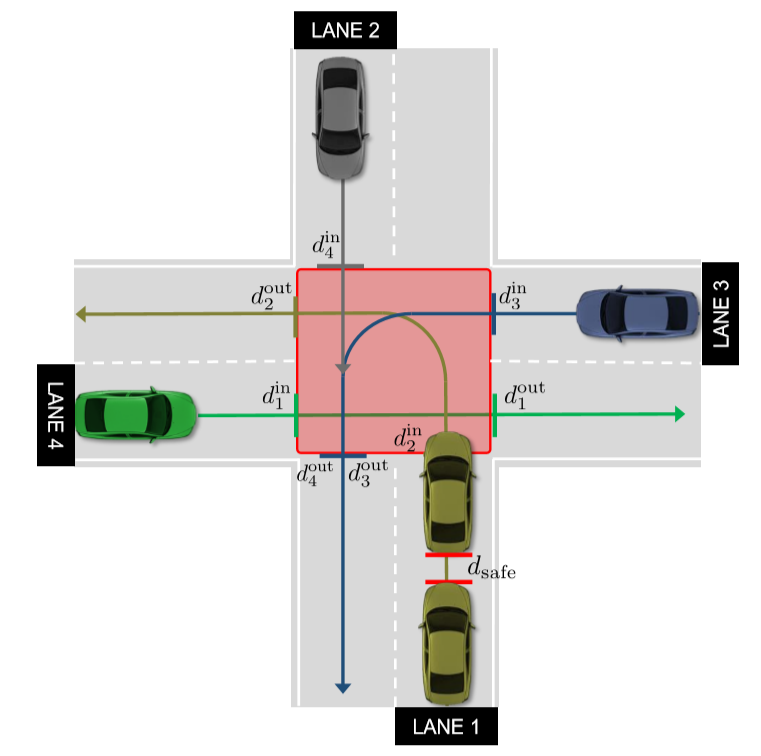 LANE 2
d_4^in
d_2^out
d_3^in
LANE 3
LANE 4
d_1^in
d_1^out
d_2^in
d_4^out
d_3^out
d_safe
LANE 1